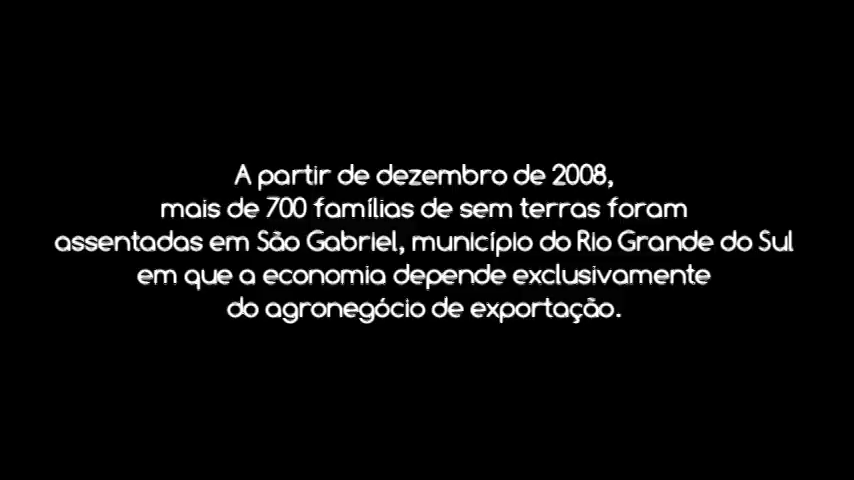 A partir de dezembro de 2008,
mais de 700 famílias de sem terras foram
assentadas em São Gabriel, município do Rio Grande do Sul
em que a economia depende exclusivamente
do agronegócio de exportação.